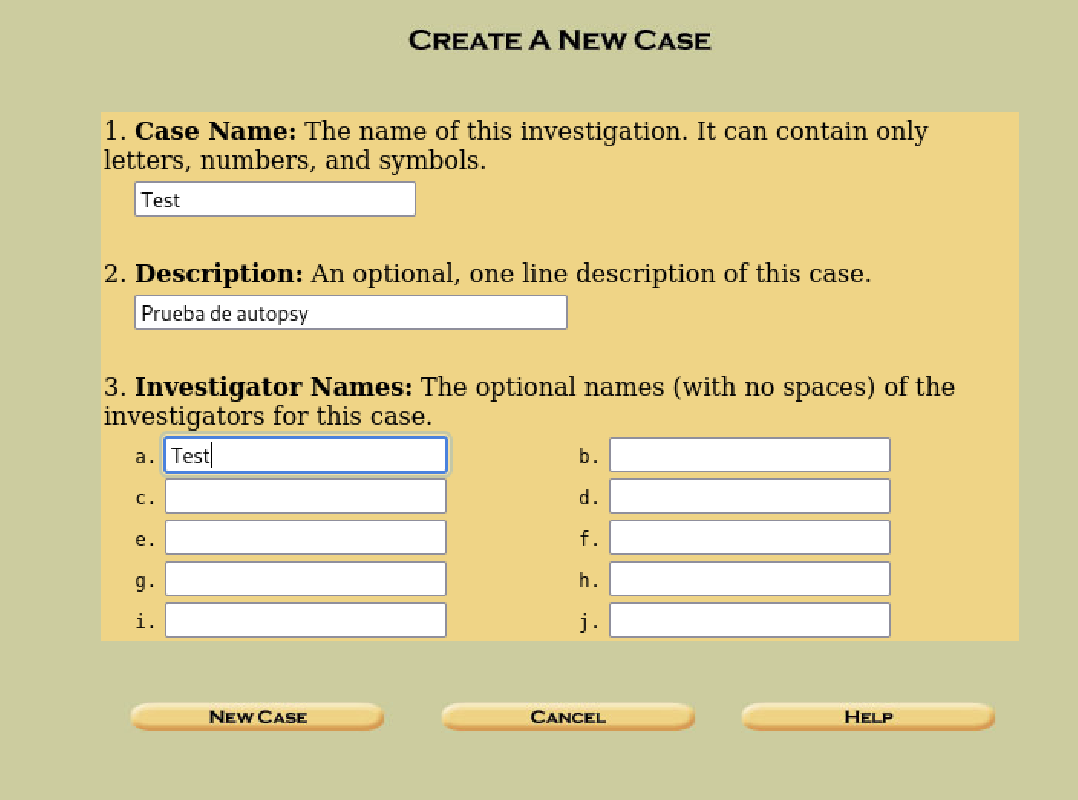 CREATE A NEW CASE
1. Case Name: The name of this investigation. It can contain only
letters, numbers, and symbols.
Test
2. Description: An optional, one line description of this case.
Prueba de autopsy
3. Investigator Names: The optional names (with no spaces) of the
investigators for this case.
a. Test b.
c. d.
e. f.
g. h.
i. j.
NEW CASE CANCEL HELP